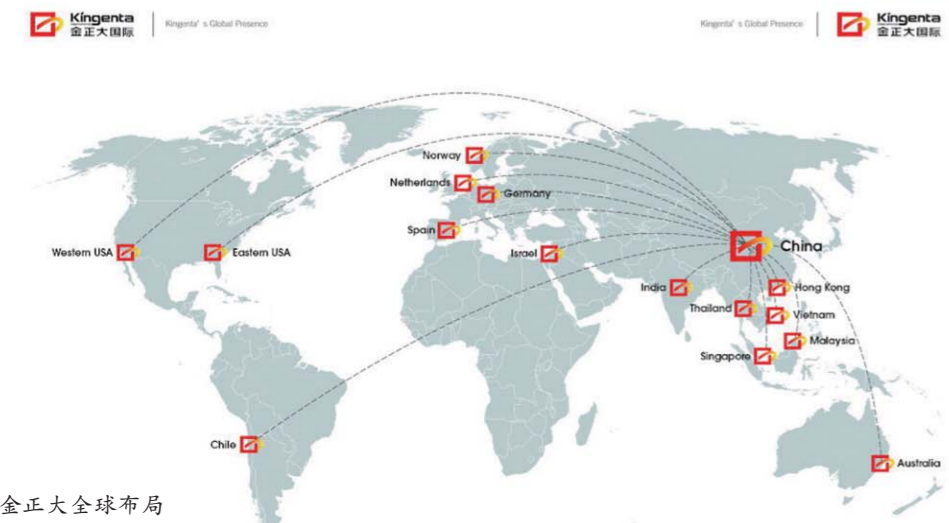 Kingenta
金正大国际
Kingenta' s Global Presence
Kingenta' s Global Presence
Kingenta
金正大国际
Norway
Netherlands
Germany
Spain
Western USA
Eastern USA
Israel
China
India
Hong Kong
Thailand
Vietnam
Malaysia
Singapore
Chile
Australia
金正大全球布局